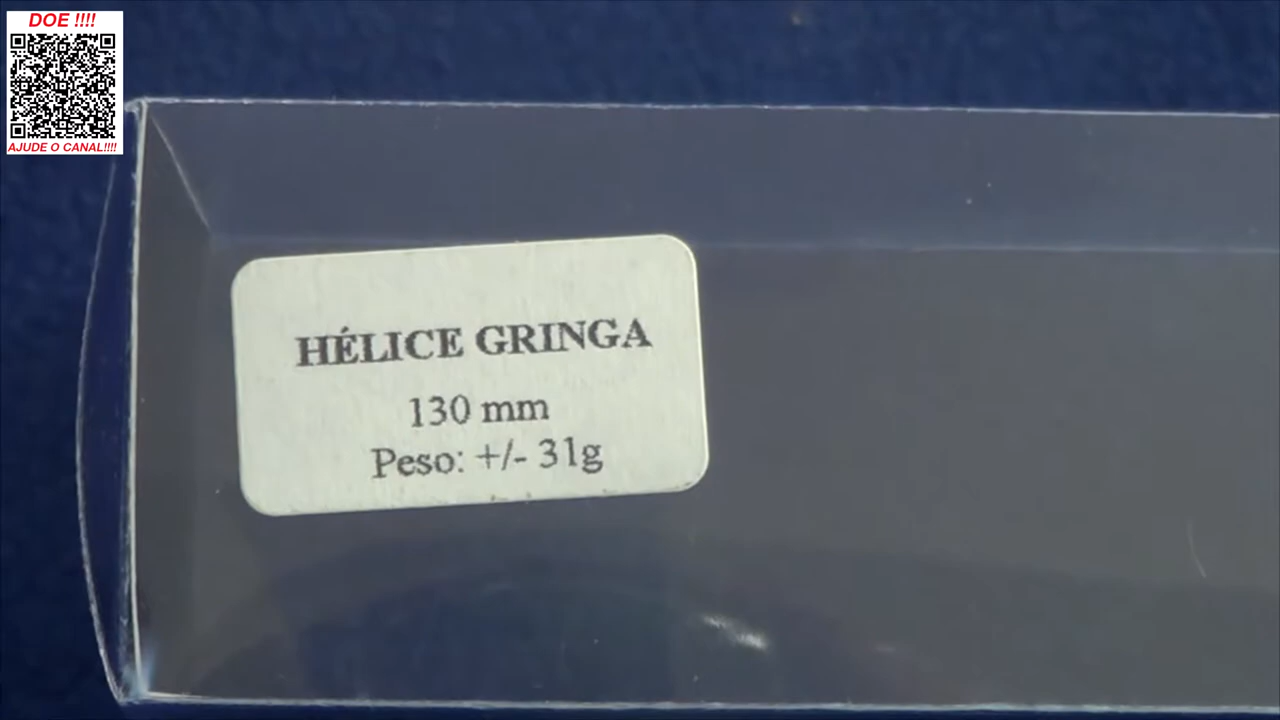 DOE !!!!
AJUDE O CANAL!!!!
HÉLICE GRINGA
130 mm
Peso: +/- 31g